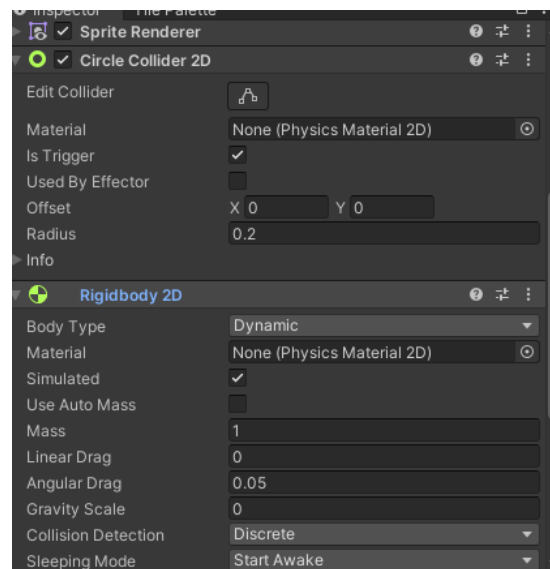 Inspector Tile Palette
Sprite Renderer
Circle Collider 2D
Edit Collider
Material None (Physics Material 2D)
Is Trigger
Used By Effector
Offset X 0 Y 0
Radius 0.2
Info
Rigidbody 2D
Body Type Dynamic
Material None (Physics Material 2D)
Simulated
Use Auto Mass
Mass 1
Linear Drag 0
Angular Drag 0.05
Gravity Scale 0
Collision Detection Discrete
Sleeping Mode Start Awake